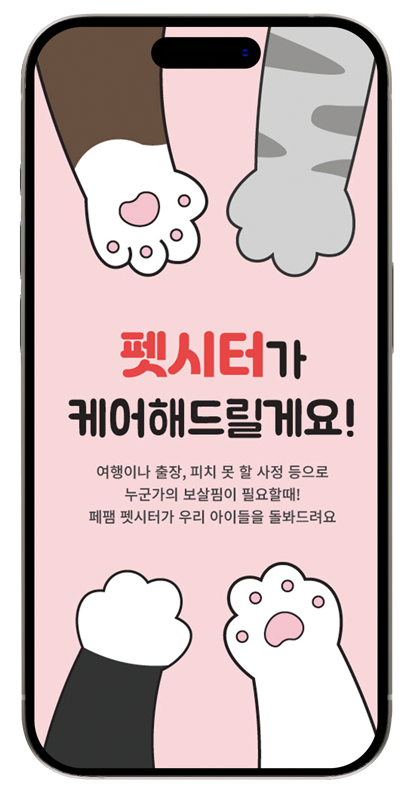 펫시터가
케어해드릴게요!
여행이나 출장, 피치 못 할 사정 등으로
누군가의 보살핌이 필요할때!
페팸 펫시터가 우리 아이들을 돌봐드려요